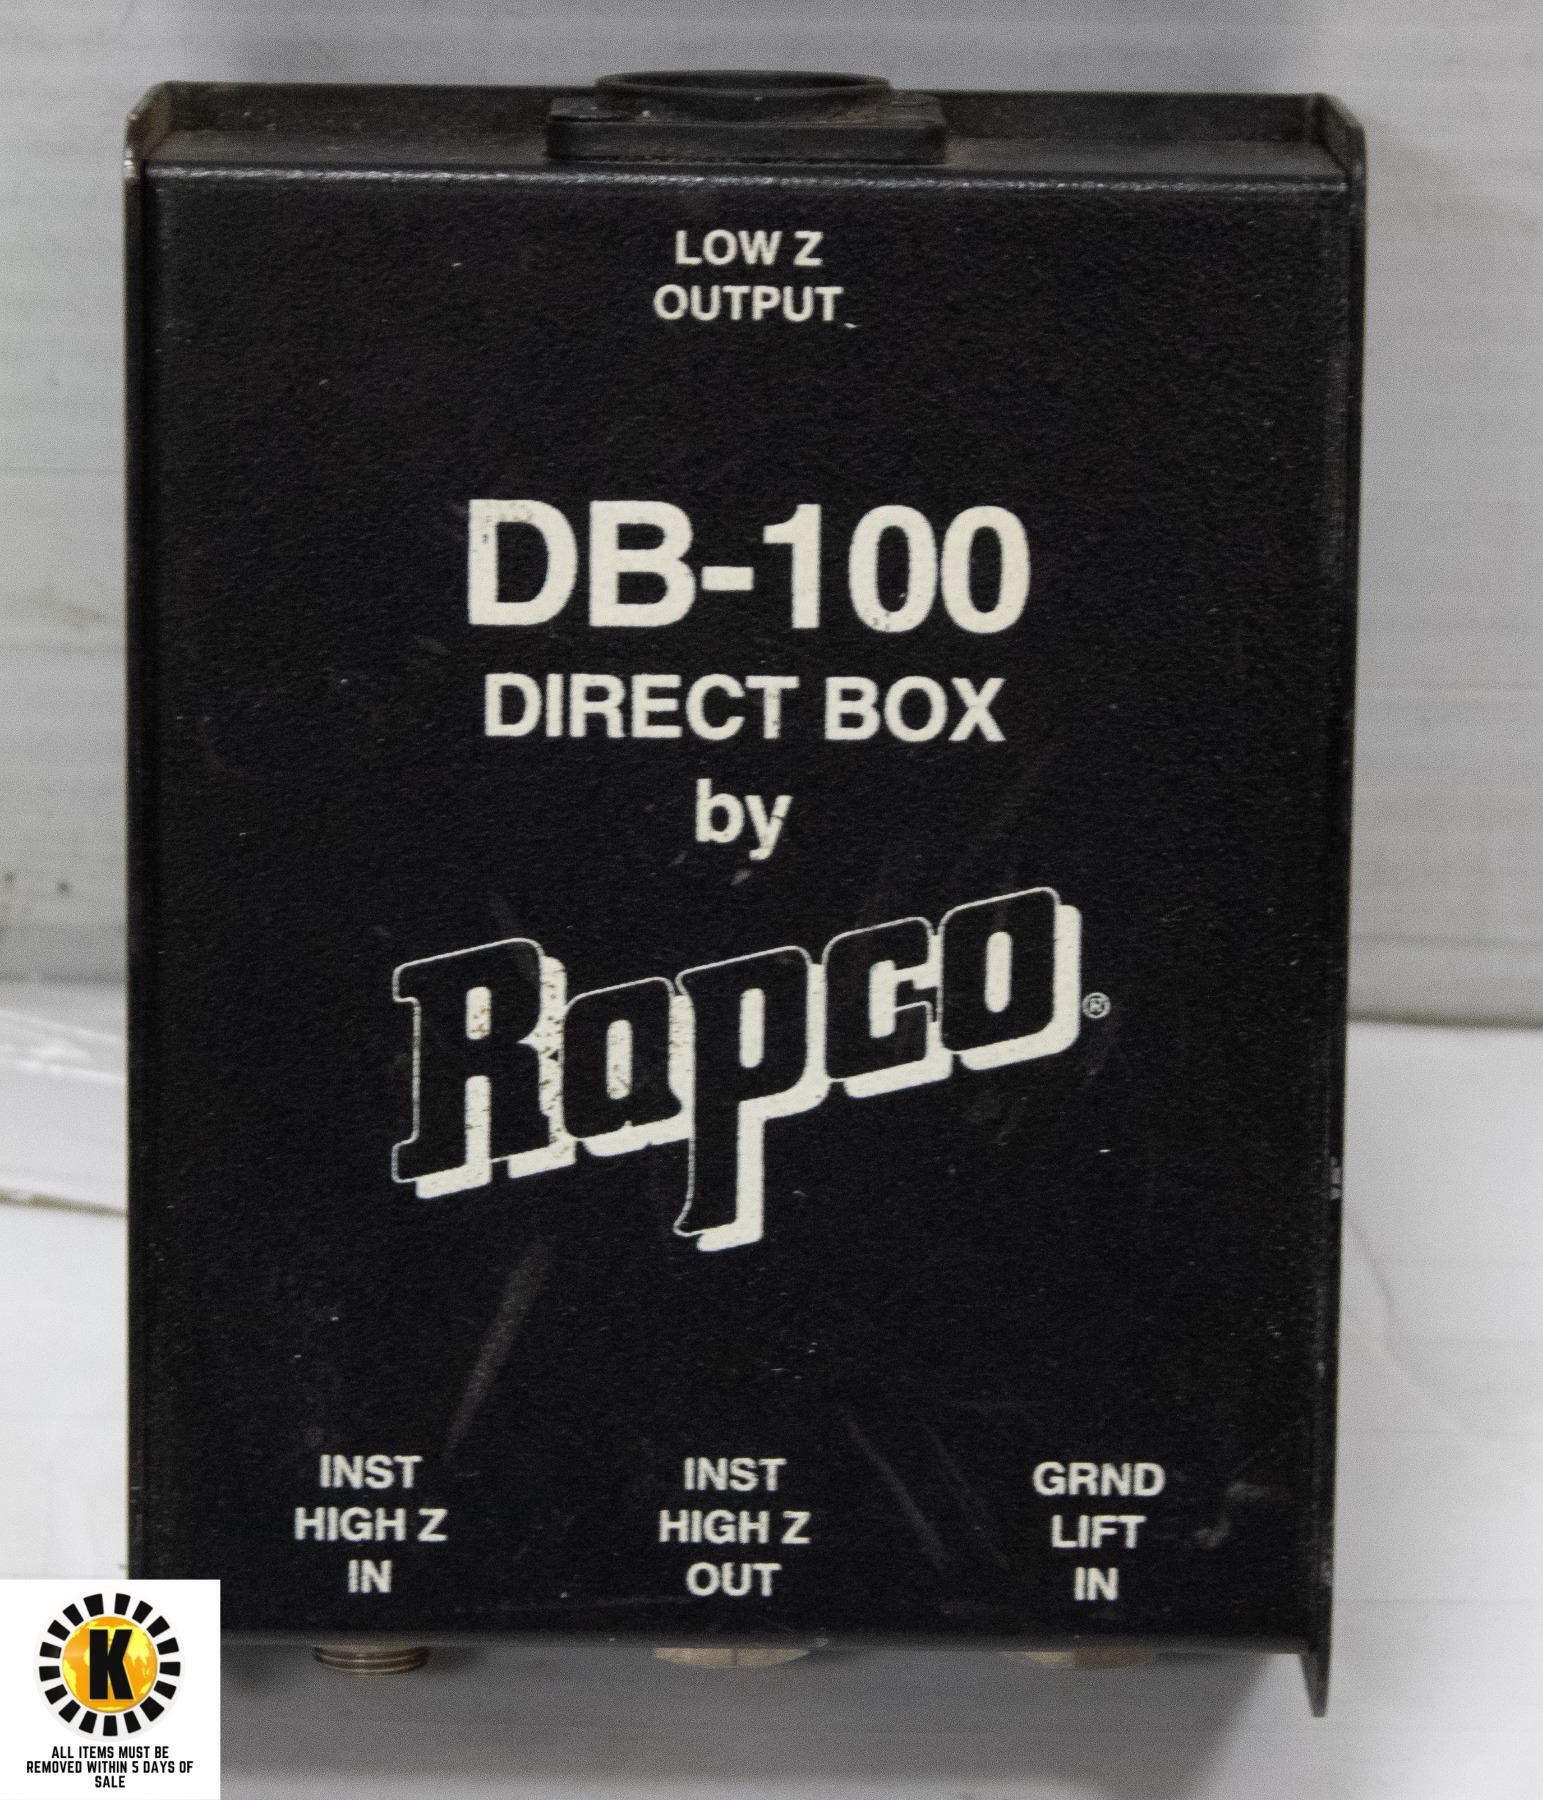 LOW Z
OUTPUT
DB-100
DIRECT BOX
by
Rapco®
INST
HIGH Z
IN
INST
HIGH Z
OUT
GRND
LIFT
IN
K
ALL ITEMS MUST BE
REMOVED WITHIN 5 DAYS OF
SALE